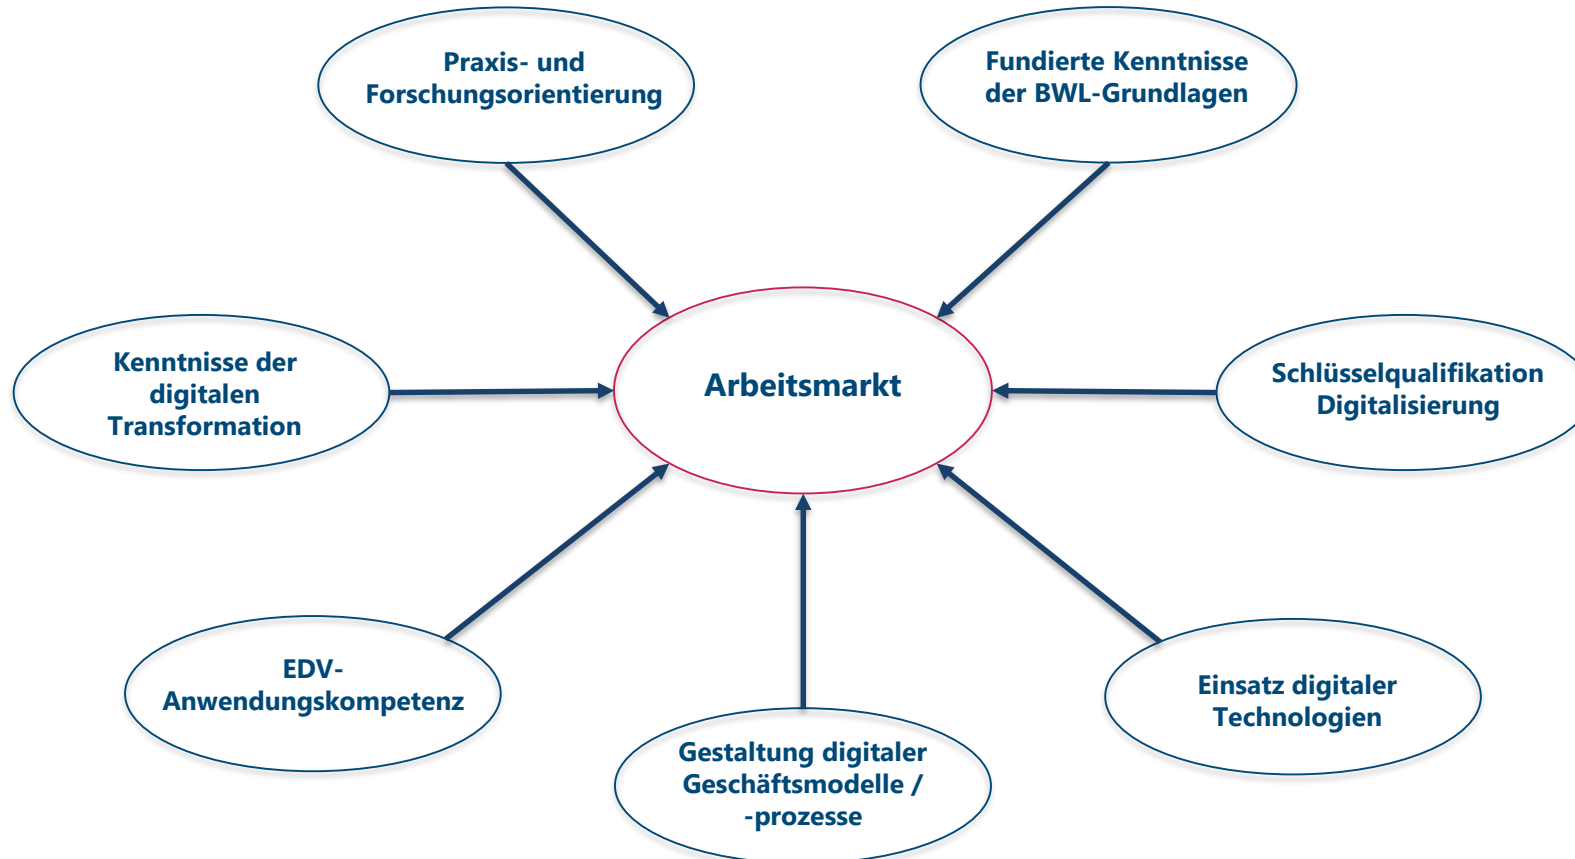 Praxis- und
Forschungsorientierung
Fundierte Kenntnisse
der BWL-Grundlagen
Kenntnisse der
digitalen
Transformation
Arbeitsmarkt
Schlüsselqualifikation
Digitalisierung
EDV-
Anwendungskompetenz
Gestaltung digitaler
Geschäftsmodelle /
-prozesse
Einsatz digitaler
Technologien